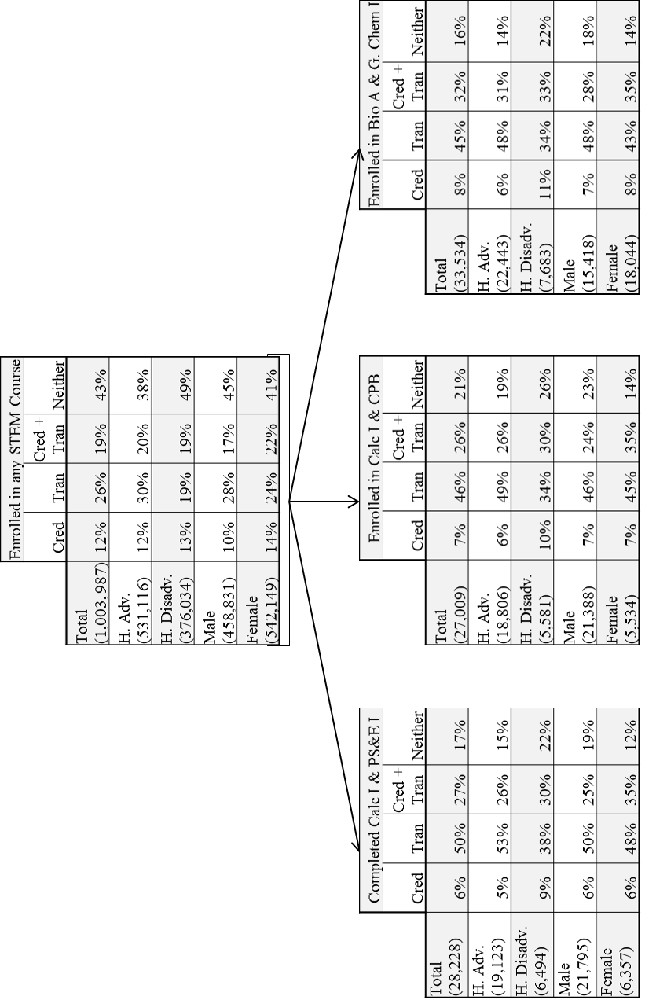 Enrolled in any STEM Course
Cred Tran Cred + Tran Neither
Total (1,003,987) 12% 26% 19% 43%
H. Adv. (531,116) 12% 30% 20% 38%
H. Disadv. (376,034) 13% 19% 19% 49%
Male (458,831) 10% 28% 17% 45%
Female (542,149) 14% 24% 22% 41%
Completed Calc I & PS&E I
Cred Tran Cred + Tran Neither
Total (28,228) 6% 50% 27% 17%
H. Adv. (19,123) 5% 53% 26% 15%
H. Disadv. (6,494) 9% 38% 30% 22%
Male (21,795) 6% 50% 25% 19%
Female (6,357) 6% 48% 35% 12%
Enrolled in Calc I & CPB
Cred Tran Cred + Tran Neither
Total (27,009) 7% 46% 26% 21%
H. Adv. (18,806) 6% 49% 26% 19%
H. Disadv. (5,581) 10% 34% 30% 26%
Male (21,388) 7% 46% 24% 23%
Female (5,534) 7% 45% 35% 14%
Enrolled in Bio A & G. Chem I
Cred Tran Cred + Tran Neither
Total (33,534) 8% 45% 32% 16%
H. Adv. (22,443) 6% 48% 31% 14%
H. Disadv. (7,683) 11% 34% 33% 22%
Male (15,418) 7% 48% 28% 18%
Female (18,044) 8% 43% 35% 14%